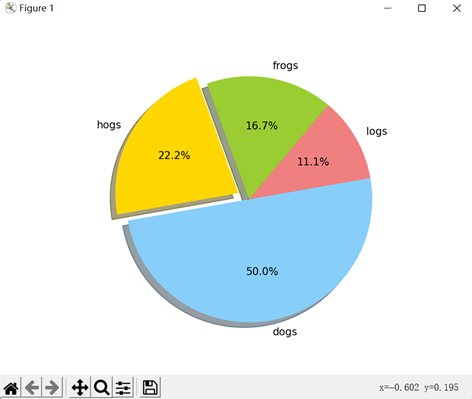 Figure 1
frogs
16.7%
logs
11.1%
hogs
22.2%
50.0%
dogs
x=-0.602 y=0.195